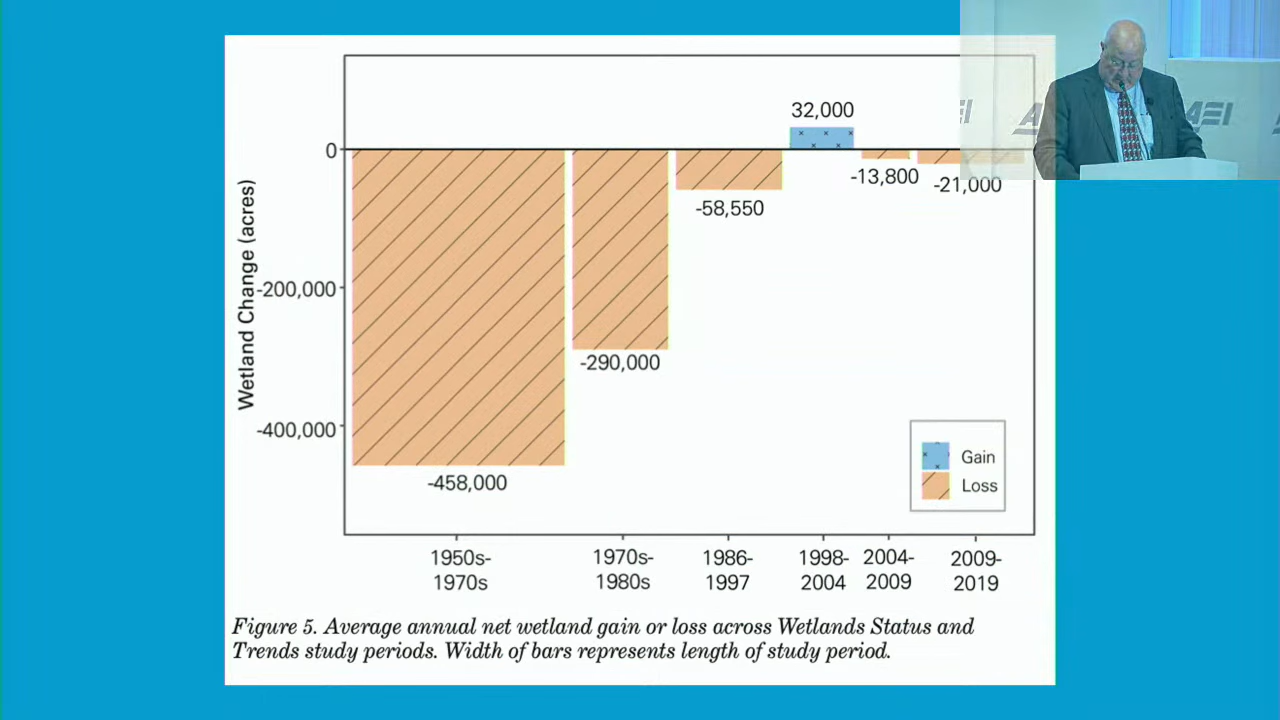 32,000
0
-13,800
-21,000
-58,550
-200,000
-290,000
-400,000
-458,000
Wetland Change (acres)
Gain
Loss
1950s-
1970s
1970s-
1980s
1986-
1997
1998-
2004
2004-
2009
2009-
2019
Figure 5. Average annual net wetland gain or loss across Wetlands Status and
Trends study periods. Width of bars represents length of study period.
AEI